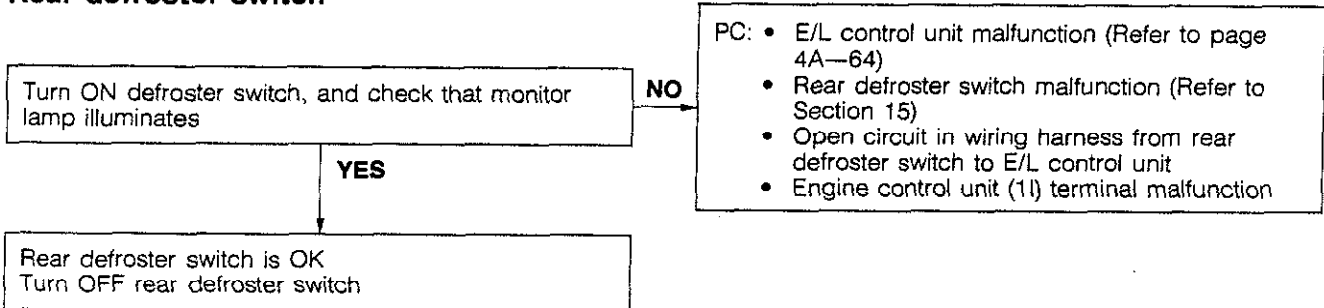 Rear defroster switch
Turn ON defroster switch, and check that monitor
lamp illuminates
NO
PC: • E/L control unit malfunction (Refer to page
4A—64)
• Rear defroster switch malfunction (Refer to
Section 15)
• Open circuit in wiring harness from rear
defroster switch to E/L control unit
• Engine control unit (1I) terminal malfunction
YES
Rear defroster switch is OK
Turn OFF rear defroster switch